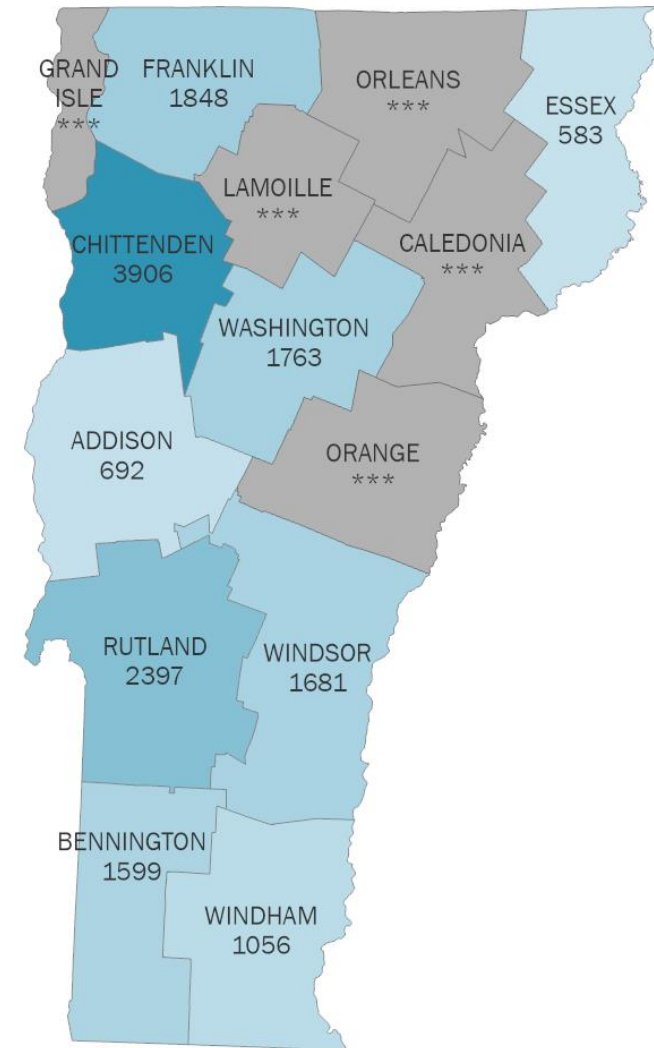 GRAND
ISLE
***
FRANKLIN
1848
ORLEANS
***
ESSEX
583
LAMOILLE
***
CHITTENDEN
3906
CALEDONIA
***
WASHINGTON
1763
ADDISON
692
ORANGE
***
RUTLAND
2397
WINDSOR
1681
BENNINGTON
1599
WINDHAM
1056